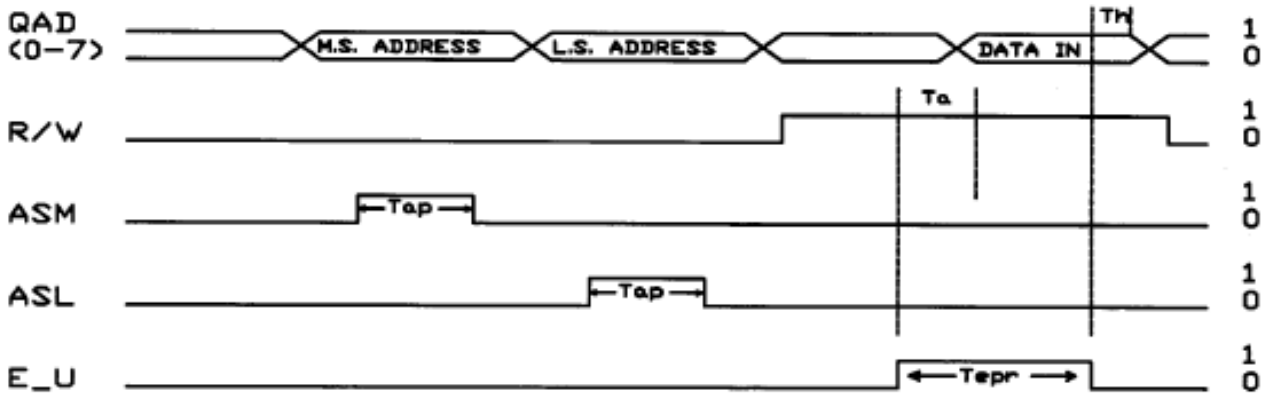 QAD Th 1
(0-7) M.S. ADDRESS L.S. ADDRESS DATA IN 0
Ta
R/W 1
0
ASM Tap 1
0
ASL Tap 1
0
E_U Tepr 1
0